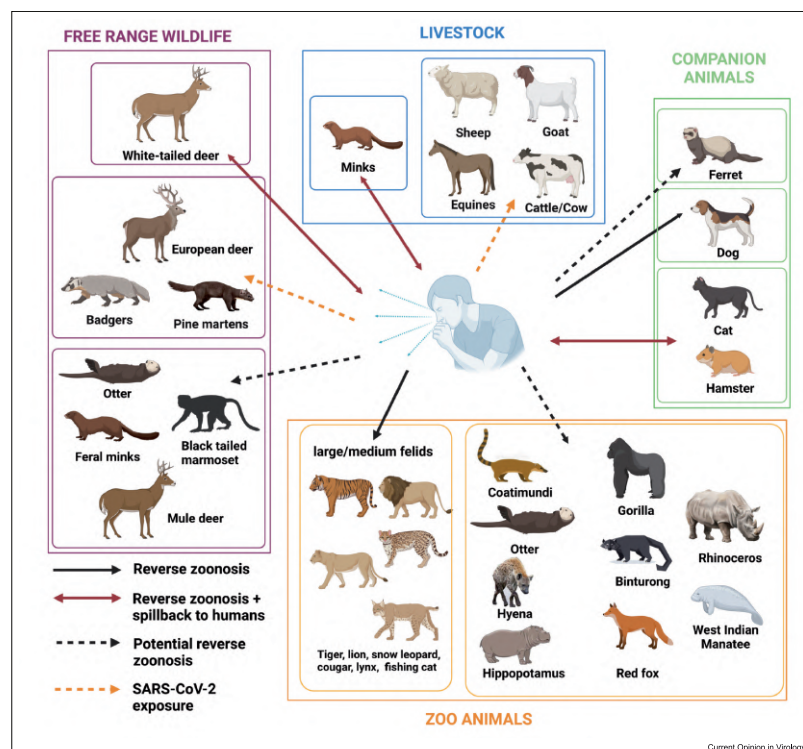 FREE RANGE WILDLIFE
White-tailed deer
European deer
Badgers
Pine martens
Otter
Feral minks
Black tailed
marmoset
Mule deer
LIVESTOCK
Minks
Sheep
Goat
Equines
Cattle/Cow
COMPANION
ANIMALS
Ferret
Dog
Cat
Hamster
large/medium felids
Tiger, lion, snow leopard,
cougar, lynx, fishing cat
Coatimundi
Gorilla
Otter
Rhinoceros
Binturong
Hyena
West Indian
Manatee
Hippopotamus
Red fox
ZOO ANIMALS
Reverse zoonosis
Reverse zoonosis +
spillback to humans
Potential reverse
zoonosis
SARS-CoV-2
exposure
Current Opinion in Virology